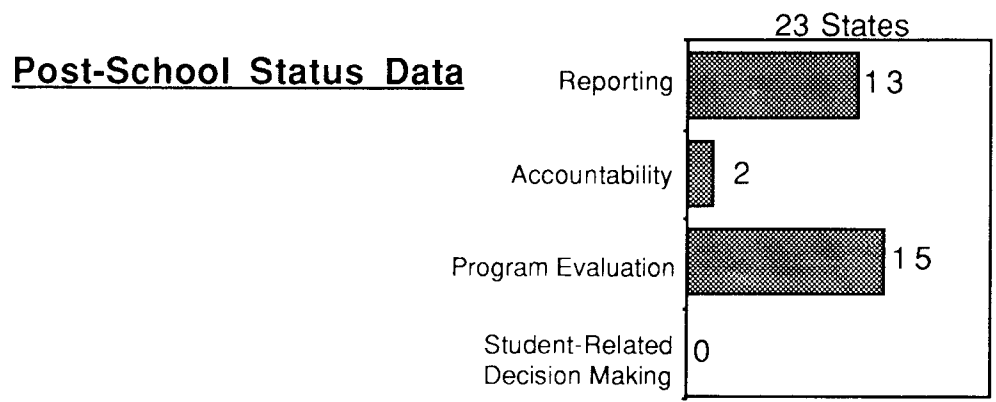 23 States
Post-School Status Data
Reporting
13
Accountability
2
Program Evaluation
15
Student-Related
Decision Making
0